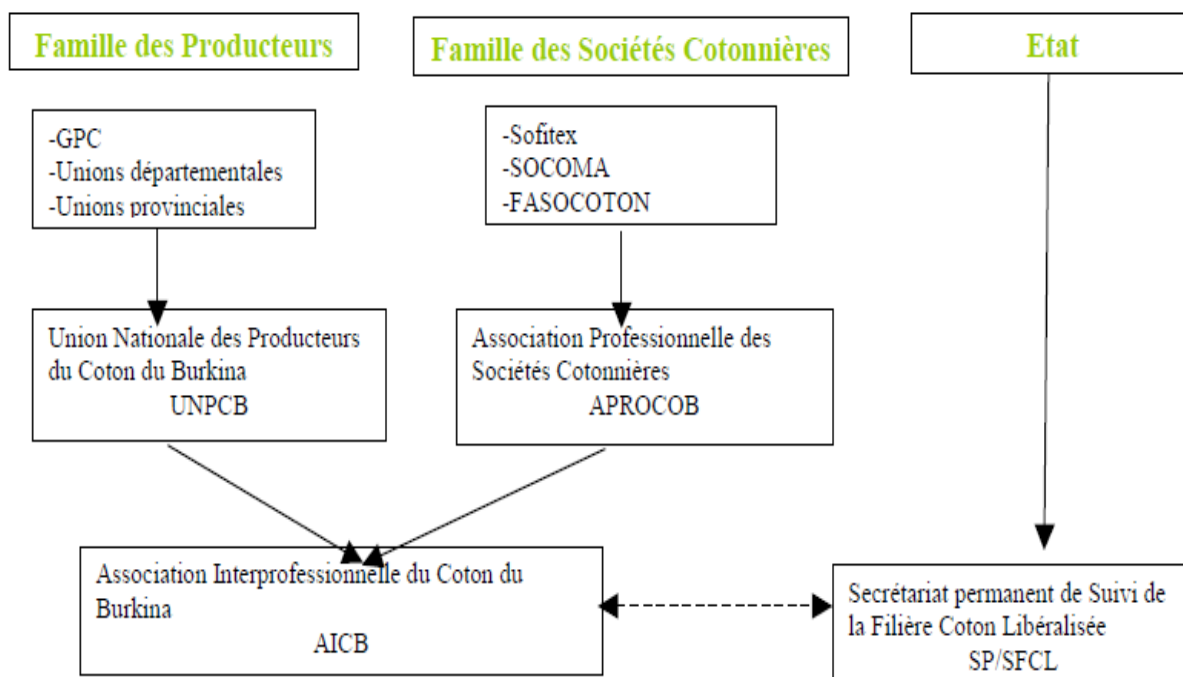 Famille des Producteurs
Famille des Sociétés Cotonnières
Etat
-GPC
-Unions départementales
-Unions provinciales
-Sofitex
-SOCOMA
-FASOCOTON
Union Nationale des Producteurs
du Coton du Burkina
UNPCB
Association Professionnelle des
Sociétés Cotonnières
APROCOB
Association Interprofessionnelle du Coton du
Burkina
AICB
Secrétariat permanent de Suivi de
la Filière Coton Libéralisée
SP/SFCL